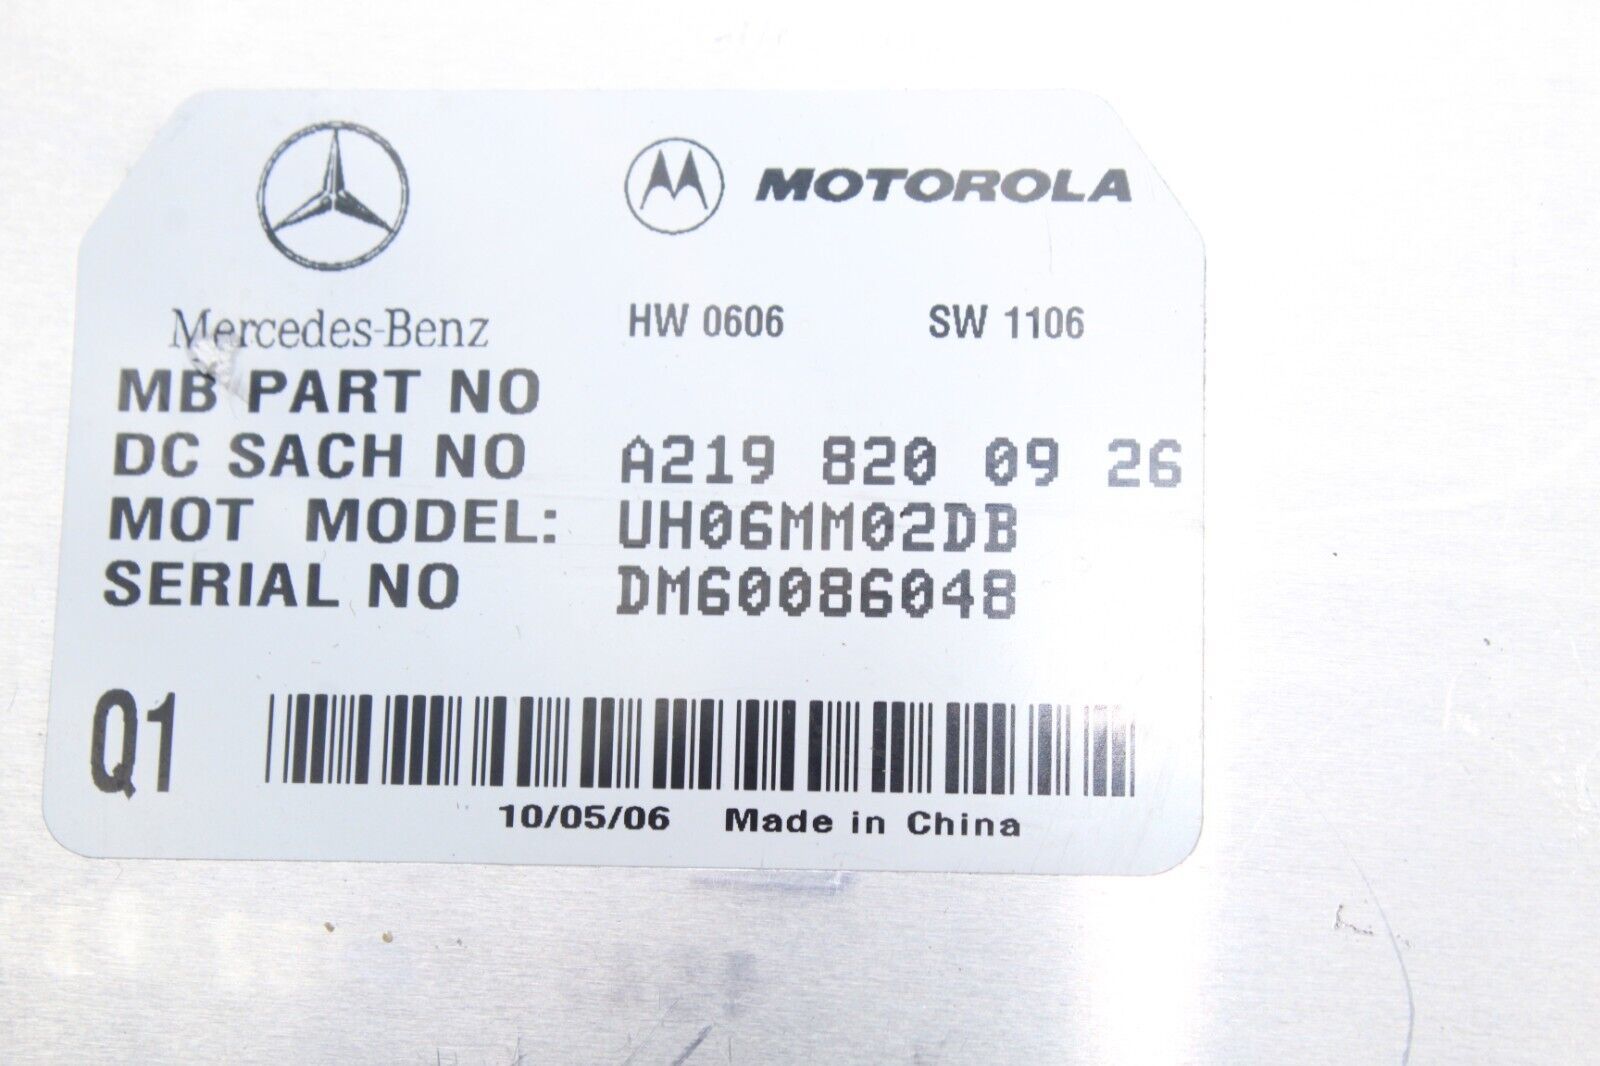 MOTOROLA
Mercedes-Benz HW 0606 SW 1106
MB PART NO
DC SACH NO A219 820 09 26
MOT MODEL: UH06MM02DB
SERIAL NO DM60086048
Q1
10/05/06 Made in China